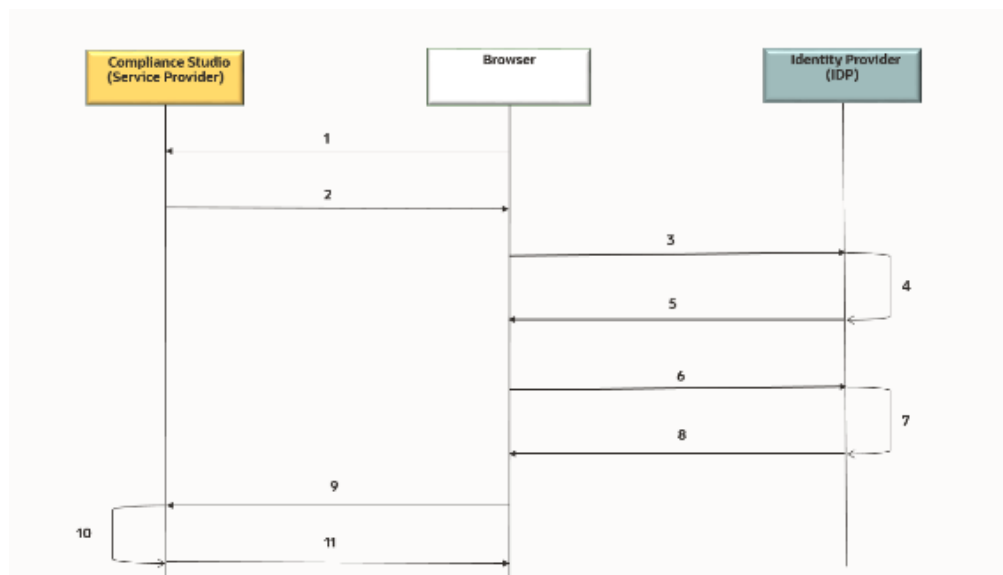 Compliance Studio
(Service Provider)
Browser
Identity Provider
(IDP)
1
2
3
4
5
6
7
8
9
10
11